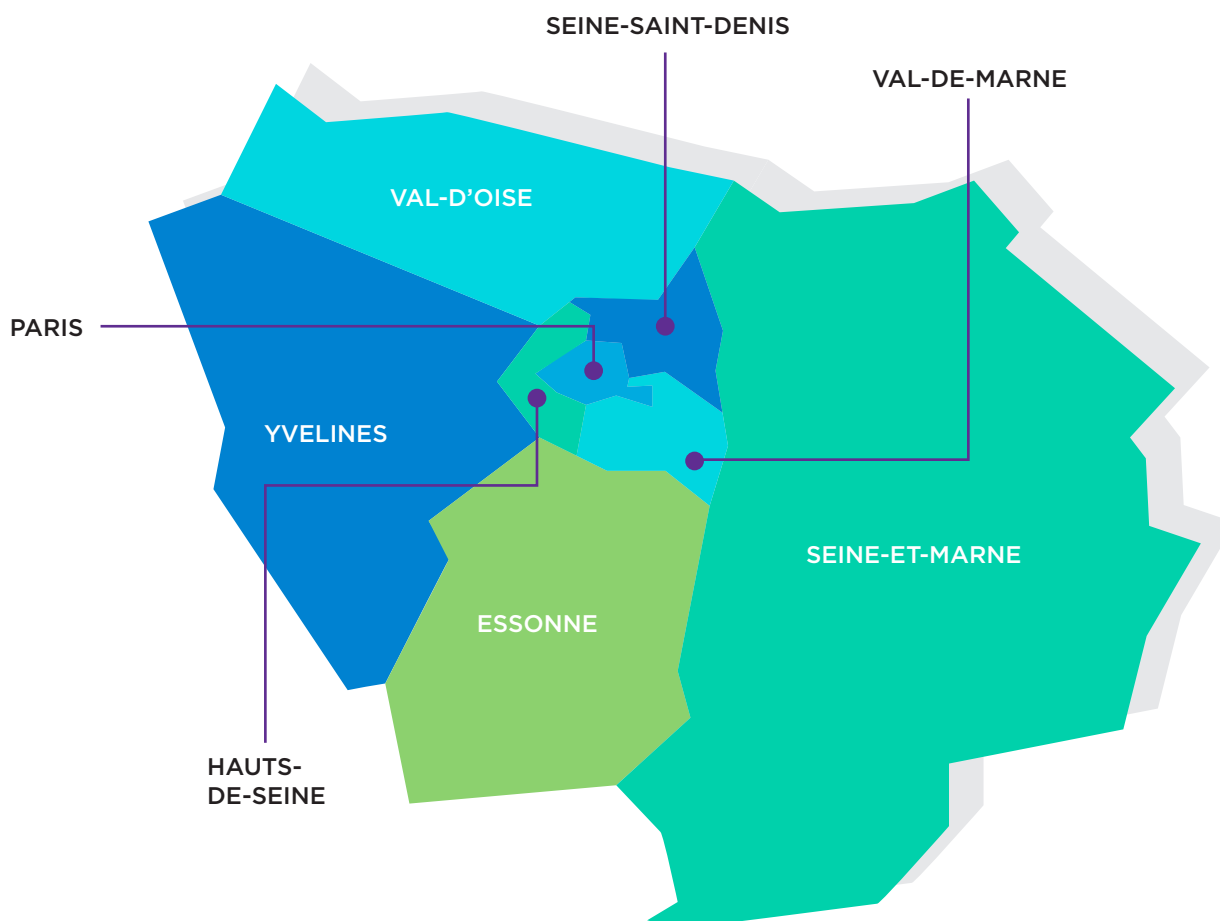 SEINE-SAINT-DENIS
VAL-DE-MARNE
VAL-D’OISE
PARIS
YVELINES
SEINE-ET-MARNE
ESSONNE
HAUTS-
DE-SEINE